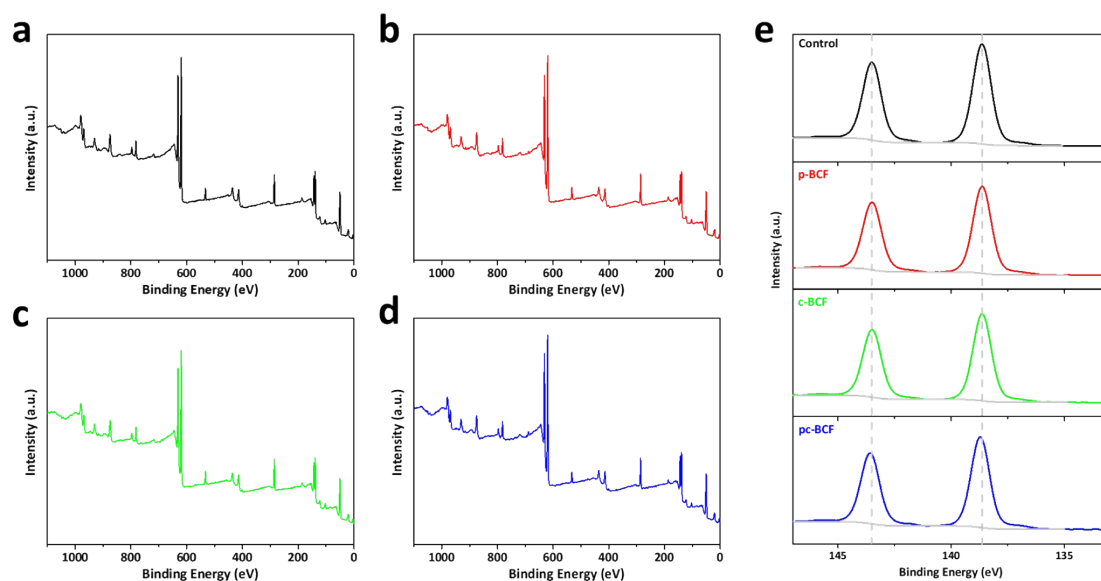 a
Intensity (a.u.)
1000 800 600 400 200 0
Binding Energy (eV)
b
Intensity (a.u.)
1000 800 600 400 200 0
Binding Energy (eV)
c
Intensity (a.u.)
1000 800 600 400 200 0
Binding Energy (eV)
d
Intensity (a.u.)
1000 800 600 400 200 0
Binding Energy (eV)
e
Control
p-BCF
c-BCF
pc-BCF
Intensity (a.u.)
145 140 135
Binding Energy (eV)